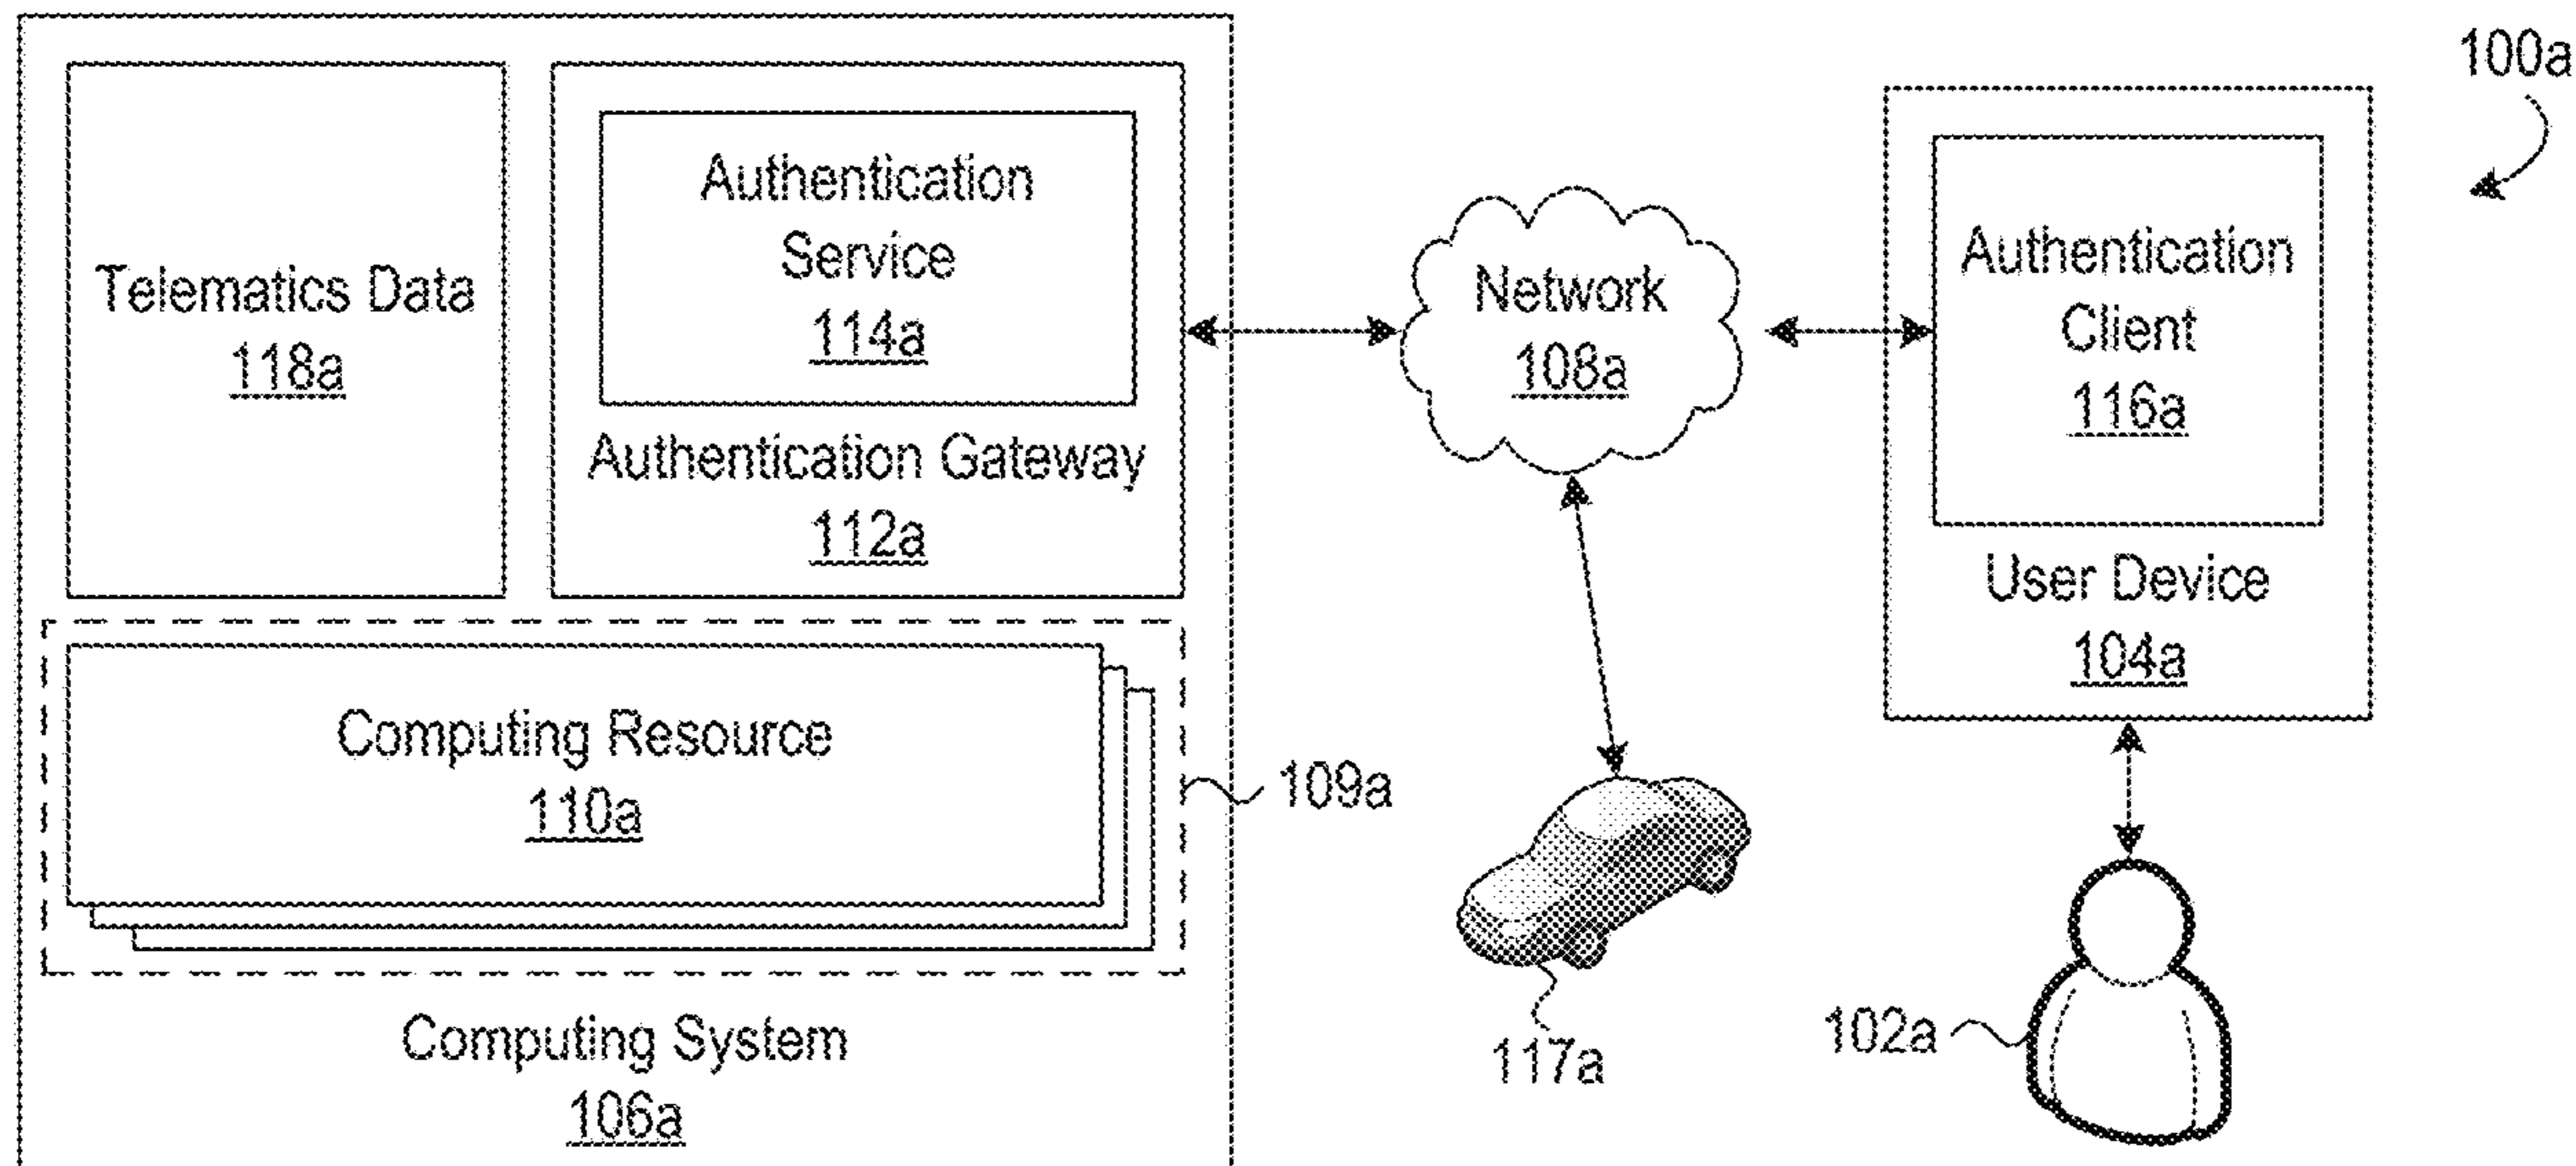 100a
Telematics Data
118a
Authentication
Service
114a
Authentication Gateway
112a
Network
108a
Authentication
Client
116a
User Device
104a
Computing Resource
110a
109a
117a
102a
Computing System
106a